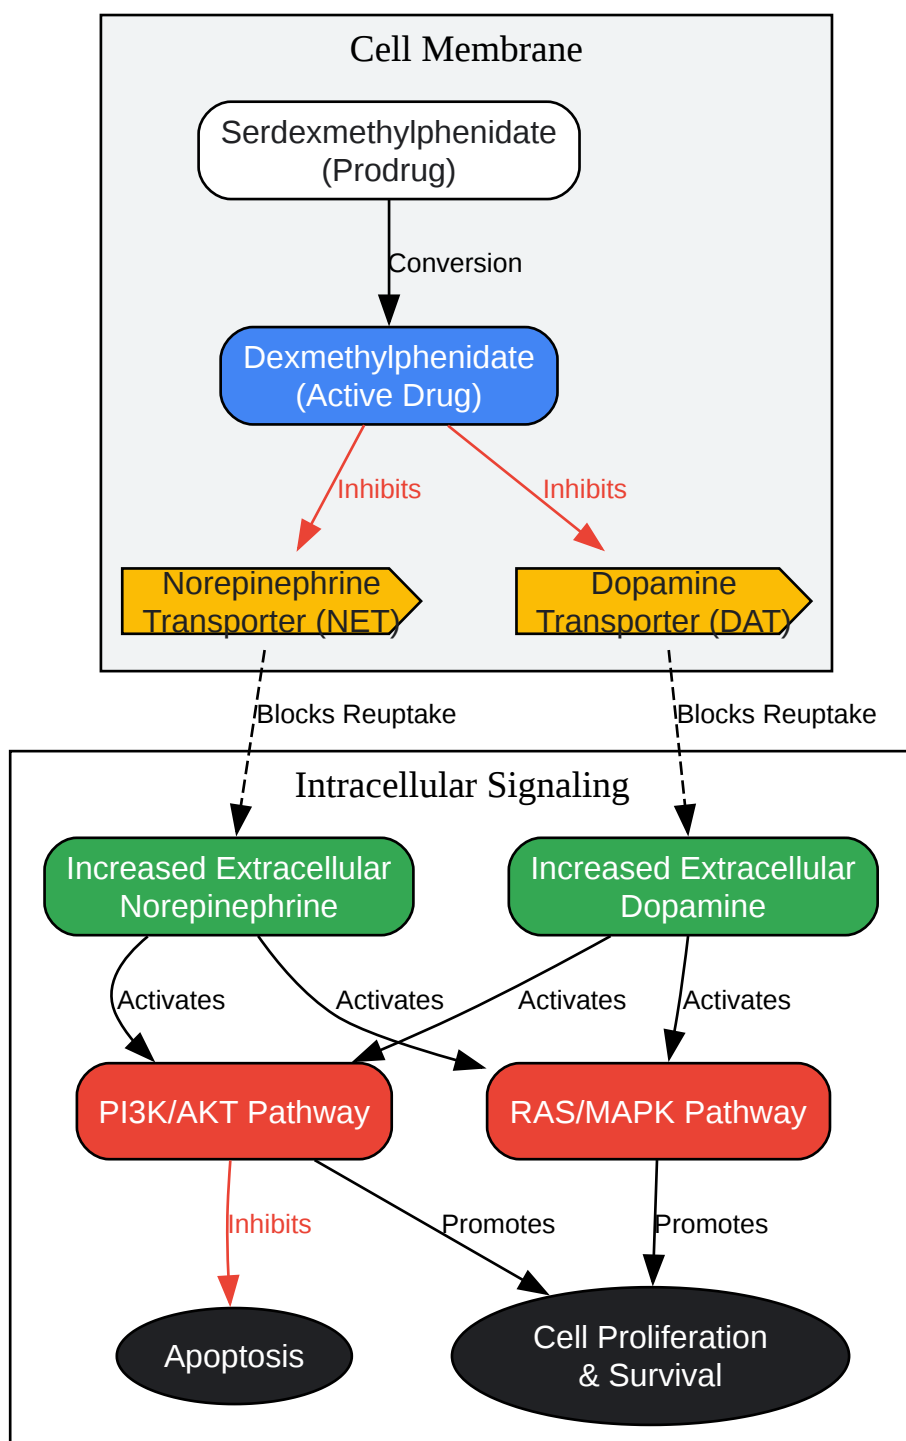 Cell Membrane
Serdexmethylphenidate
(Prodrug)
Conversion
Dexmethylphenidate
(Active Drug)
Inhibits
Inhibits
Norepinephrine
Transporter (NET)
Dopamine
Transporter (DAT)
Blocks Reuptake
Blocks Reuptake
Intracellular Signaling
Increased Extracellular
Norepinephrine
Increased Extracellular
Dopamine
Activates
Activates
Activates
Activates
PI3K/AKT Pathway
RAS/MAPK Pathway
Inhibits
Promotes
Promotes
Apoptosis
Cell Proliferation
& Survival